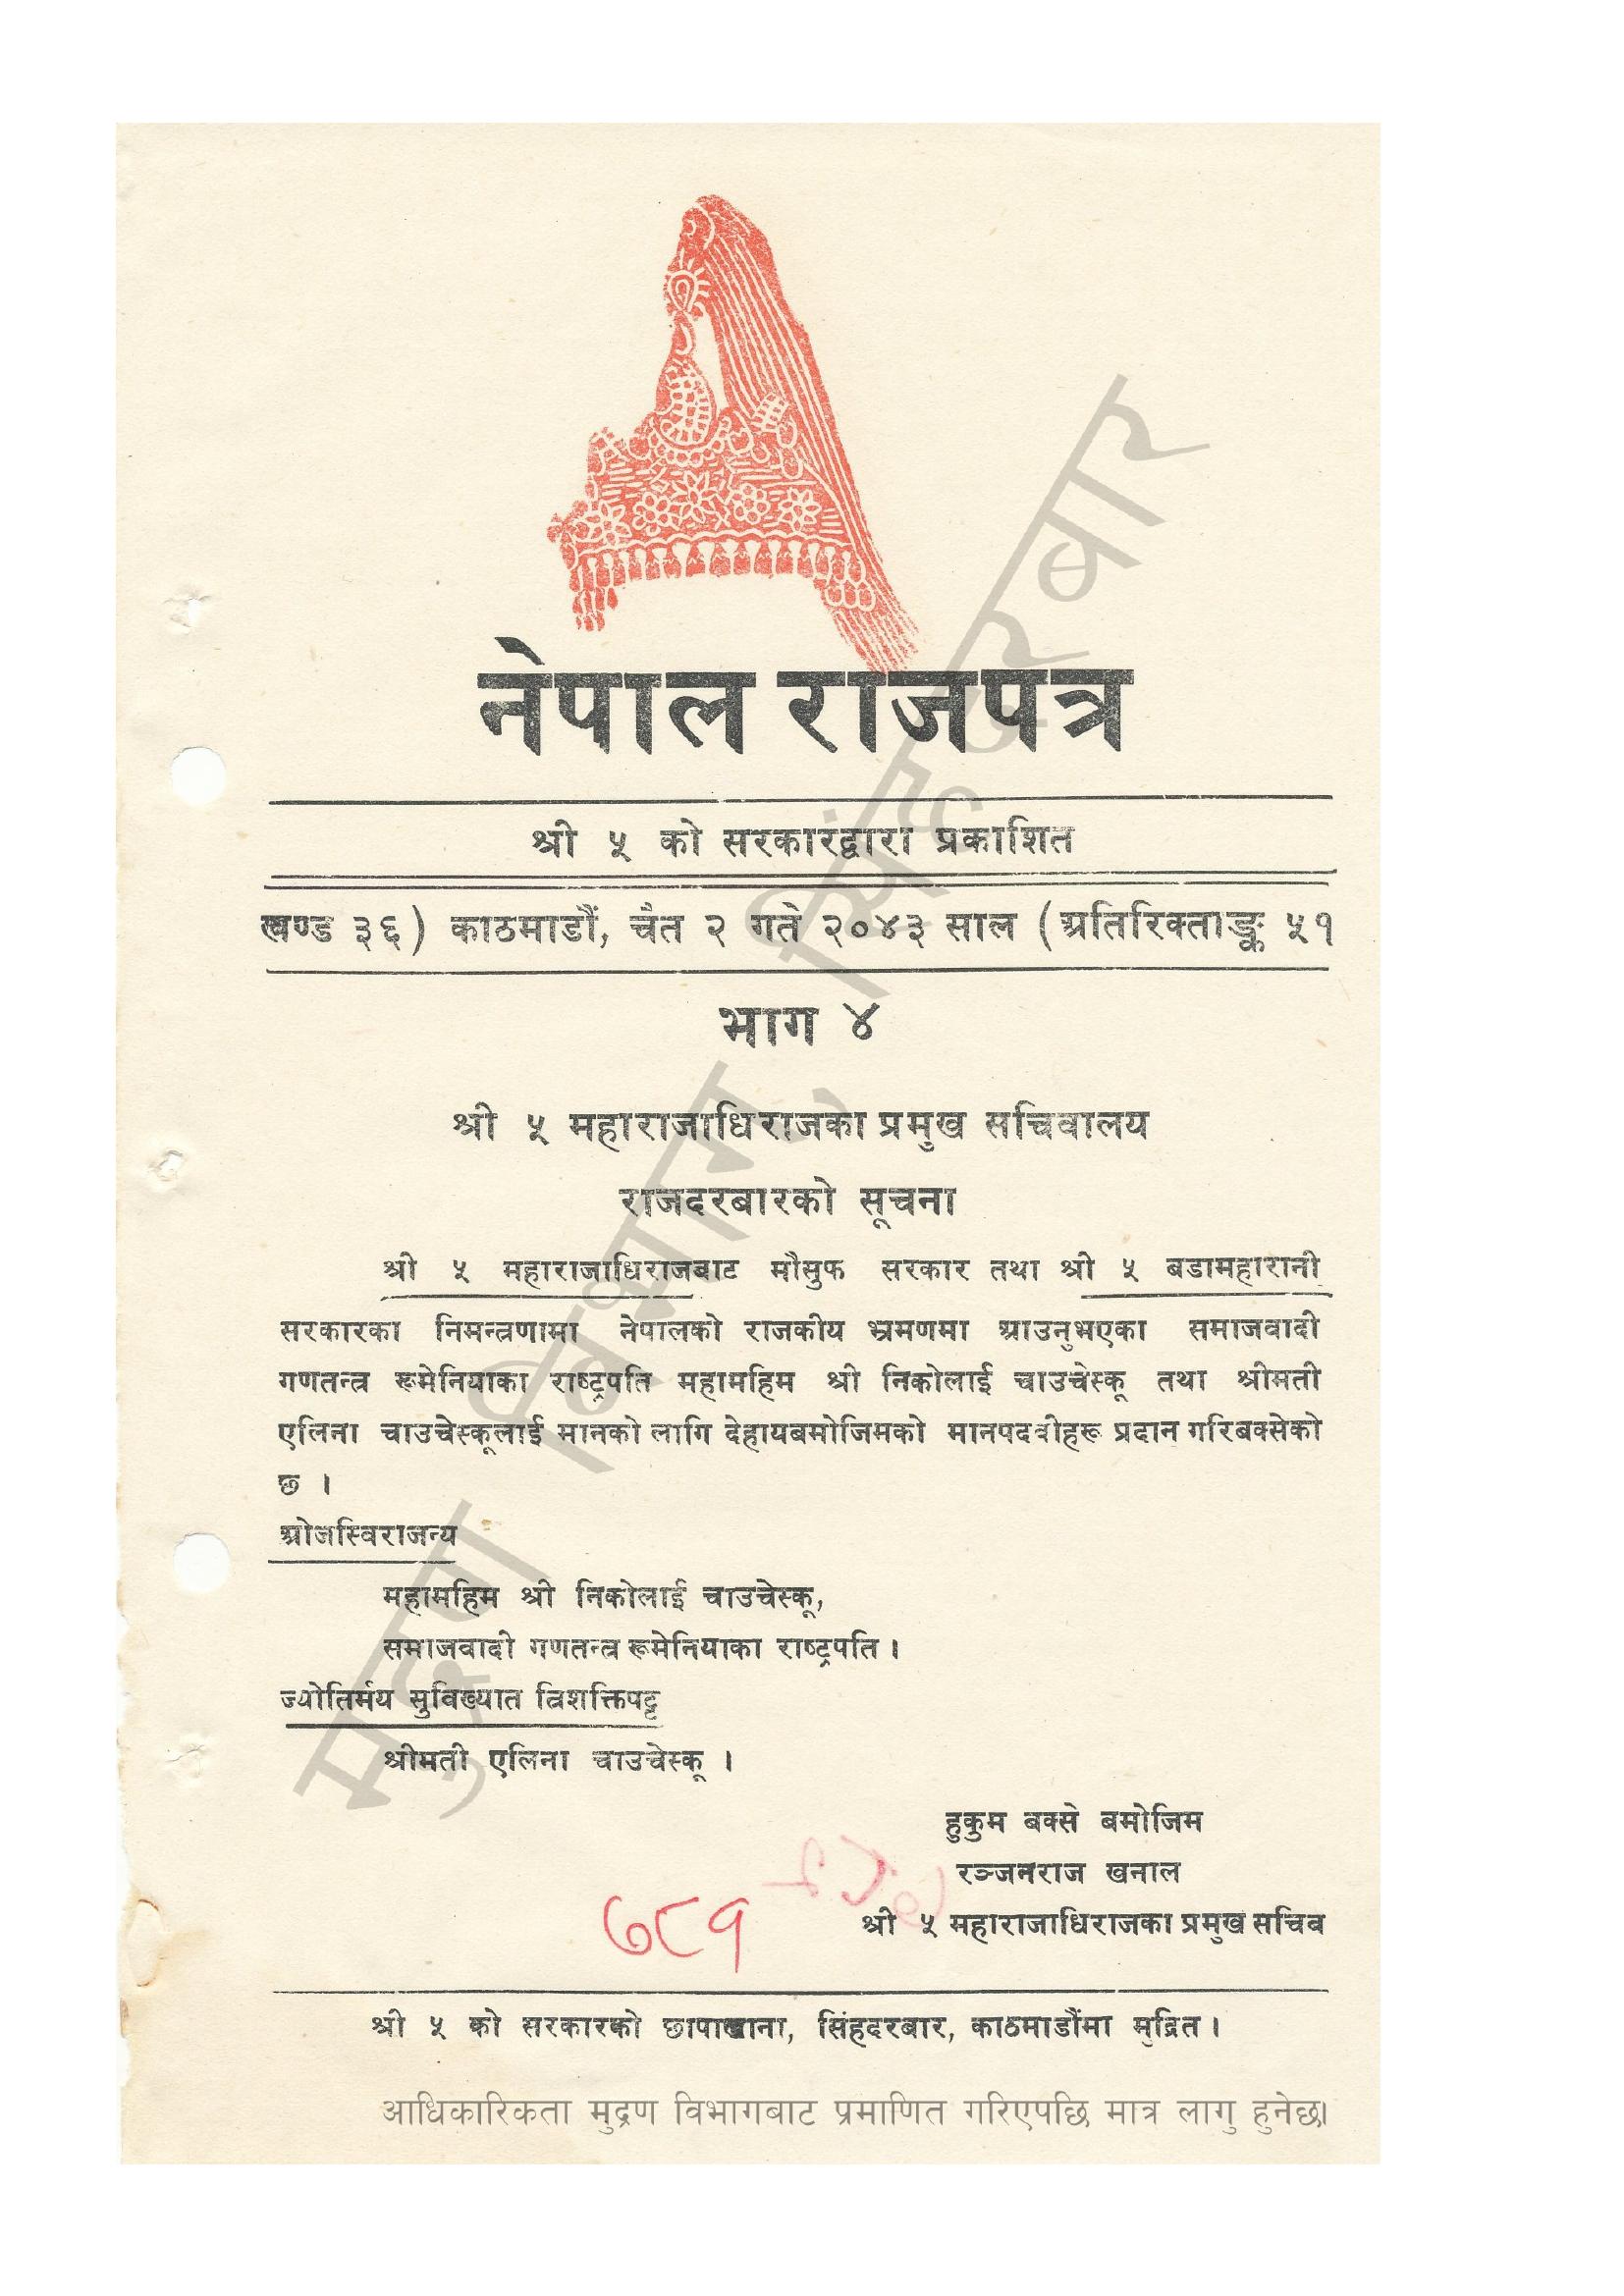 नेपाल राजपत्र
श्री ५ को सरकारद्वारा प्रकाशित
खण्ड ३६) काठमाडौं, चैत २ गते २०४३ साल (अतिरिक्ताङ्क ५१
भाग ४
श्री ५ महाराजाधिराजका प्रमुख सचिवालय
राजदरबारको सूचना
श्री ५ महाराजाधिराजबाट मौसुफ सरकार तथा श्री ५ बडामहारानी
सरकारका निमन्त्रणामा नेपालको राजकीय भ्रमणमा आउनुभएका समाजवादी
गणतन्त्र रूमेनियाका राष्ट्रपति महामहिम श्री निकोलाई चाउचेस्कू तथा श्रीमती
एलिना चाउचेस्कूलाई मानको लागि देहायबमोजिमको मानपदवीहरू प्रदान गरिबक्सेको
छ ।
ओजस्विराजन्य
महामहिम श्री निकोलाई चाउचेस्कू,
समाजवादी गणतन्त्र रूमेनियाका राष्ट्रपति ।
ज्योतिर्मय सुविख्यात त्रिशक्तिपट्ट
श्रीमती एलिना चाउचेस्कू ।
हुकुम बक्से बमोजिम
रञ्जनराज खनाल
श्री ५ महाराजाधिराजका प्रमुख सचिव
७८१
श्री ५ को सरकारको छापाखाना, सिंहदरबार, काठमाडौंमा मुद्रित ।
आधिकारिकता मुद्रण विभागबाट प्रमाणित गरिएपछि मात्र लागु हुनेछ।
मुद्रण विभाग, सिंहदरबार